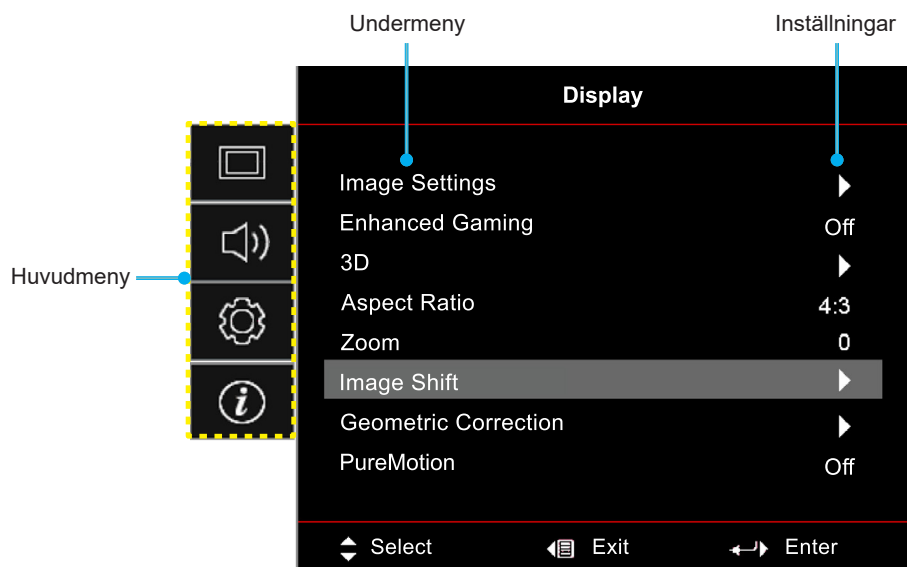 Undermeny Inställningar
Display
Image Settings
Enhanced Gaming Off
3D
Huvudmeny
Aspect Ratio 4:3
Zoom 0
Image Shift
Geometric Correction
PureMotion Off
Select Exit Enter